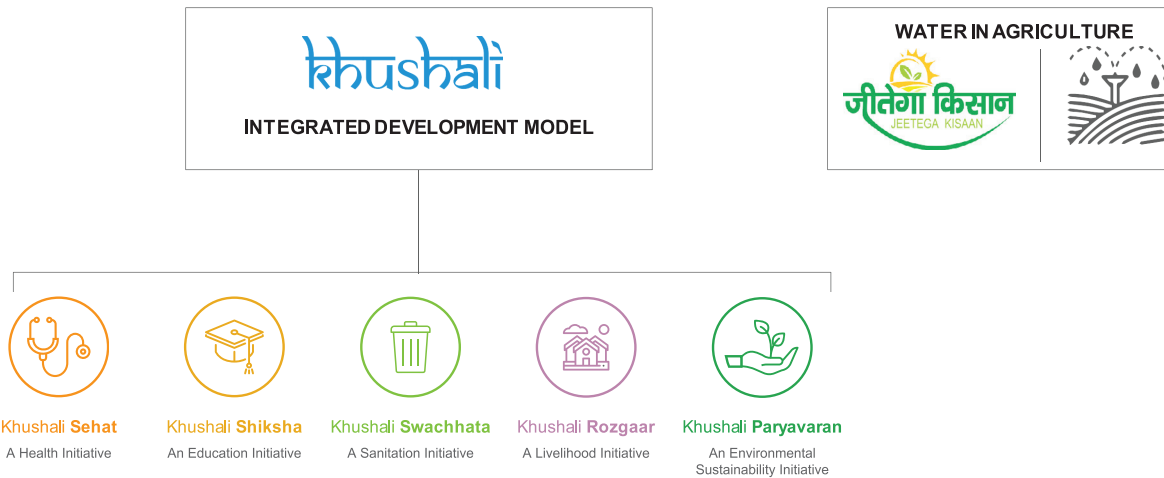 khushali
INTEGRATED DEVELOPMENT MODEL
WATER IN AGRICULTURE
जीतेगा किसान
JEETEGA KISAAN
Khushali Sehat
A Health Initiative
Khushali Shiksha
An Education Initiative
Khushali Swachhata
A Sanitation Initiative
Khushali Rozgaar
A Livelihood Initiative
Khushali Paryavaran
An Environmental
Sustainability Initiative